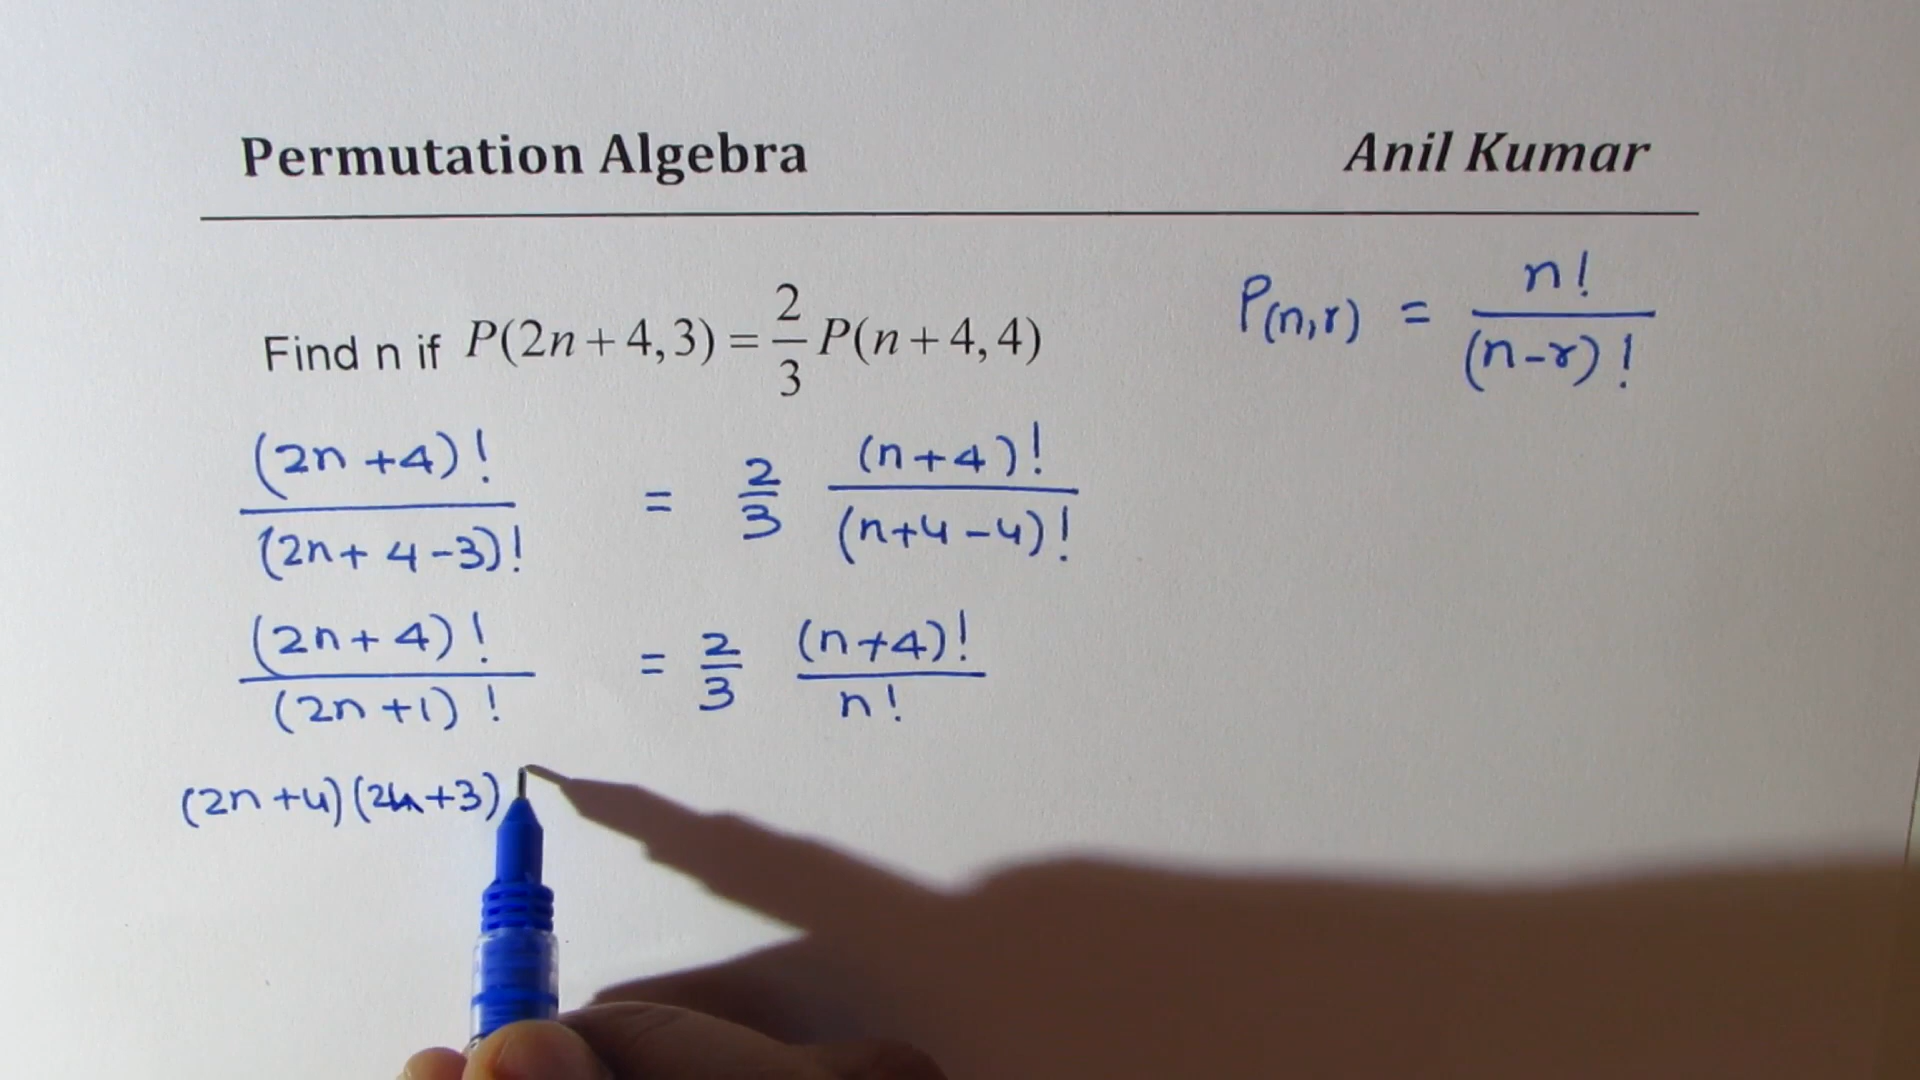 Permutation Algebra Anil Kumar
Find n if P(2n+4,3) = 2/3 P(n+4,4)
P(n,r) = n!/(n-r)!
(2n+4)!/(2n+4-3)! = 2/3 (n+4)!/(n+4-4)!
(2n+4)!/(2n+1)! = 2/3 (n+4)!/n!
(2n+4)(2n+3)